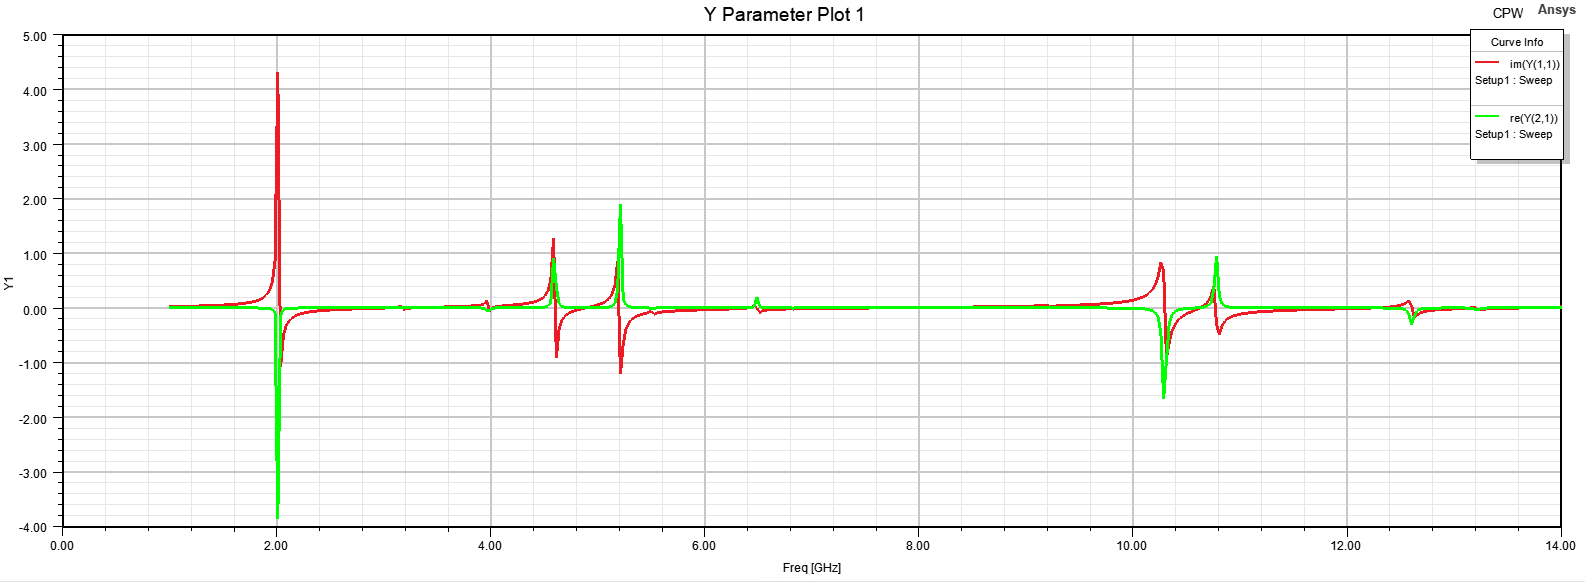 Y Parameter Plot 1
CPW
Ansys
Curve Info
im(Y(1,1))
Setup1 : Sweep
re(Y(2,1))
Setup1 : Sweep
5.00
4.00
3.00
2.00
1.00
0.00
-1.00
-2.00
-3.00
-4.00
Y1
0.00 2.00 4.00 6.00 8.00 10.00 12.00 14.00
Freq [GHz]